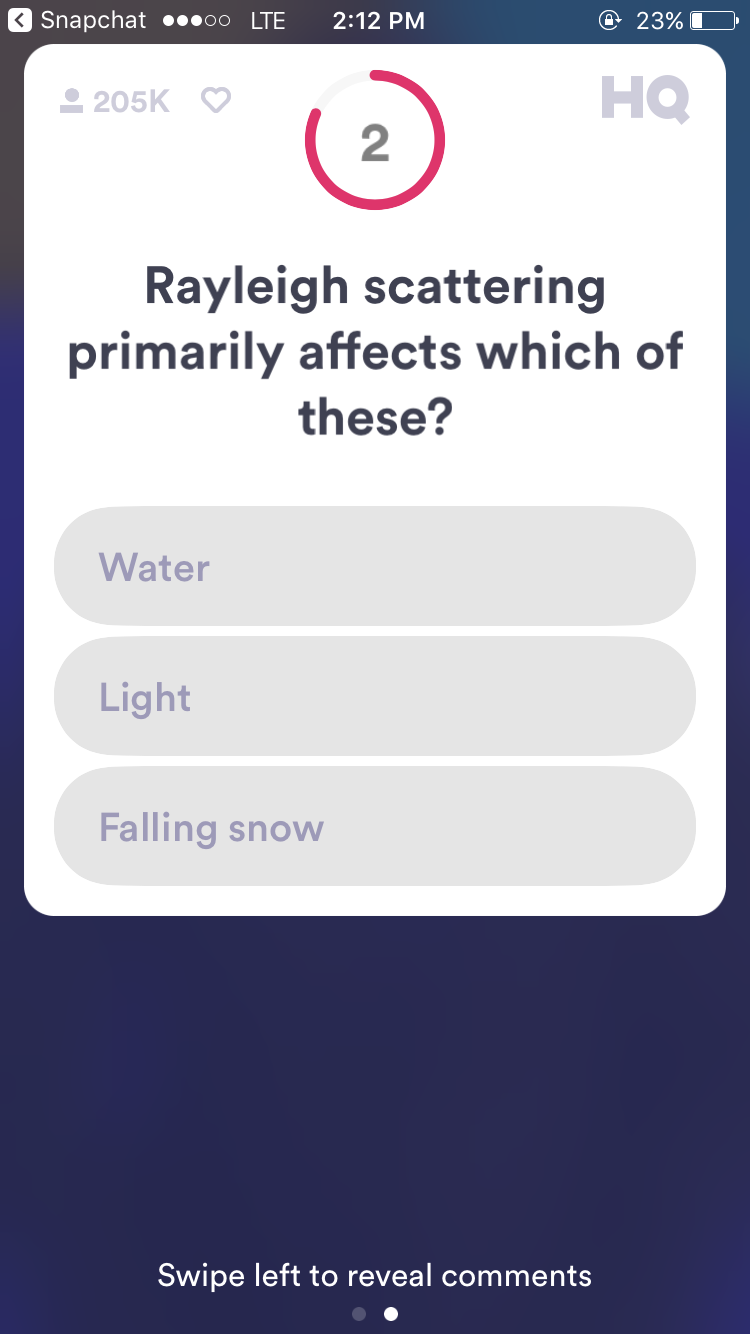 Snapchat LTE 2:12 PM 23%
205K HQ
2
Rayleigh scattering
primarily affects which of
these?
Water
Light
Falling snow
Swipe left to reveal comments